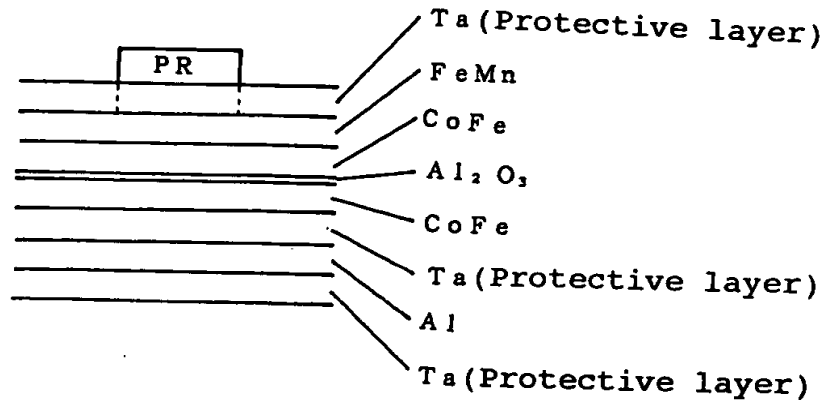 Ta(Protective layer)
PR
FeMn
CoFe
Al₂O₃
CoFe
Ta(Protective layer)
Al
Ta(Protective layer)